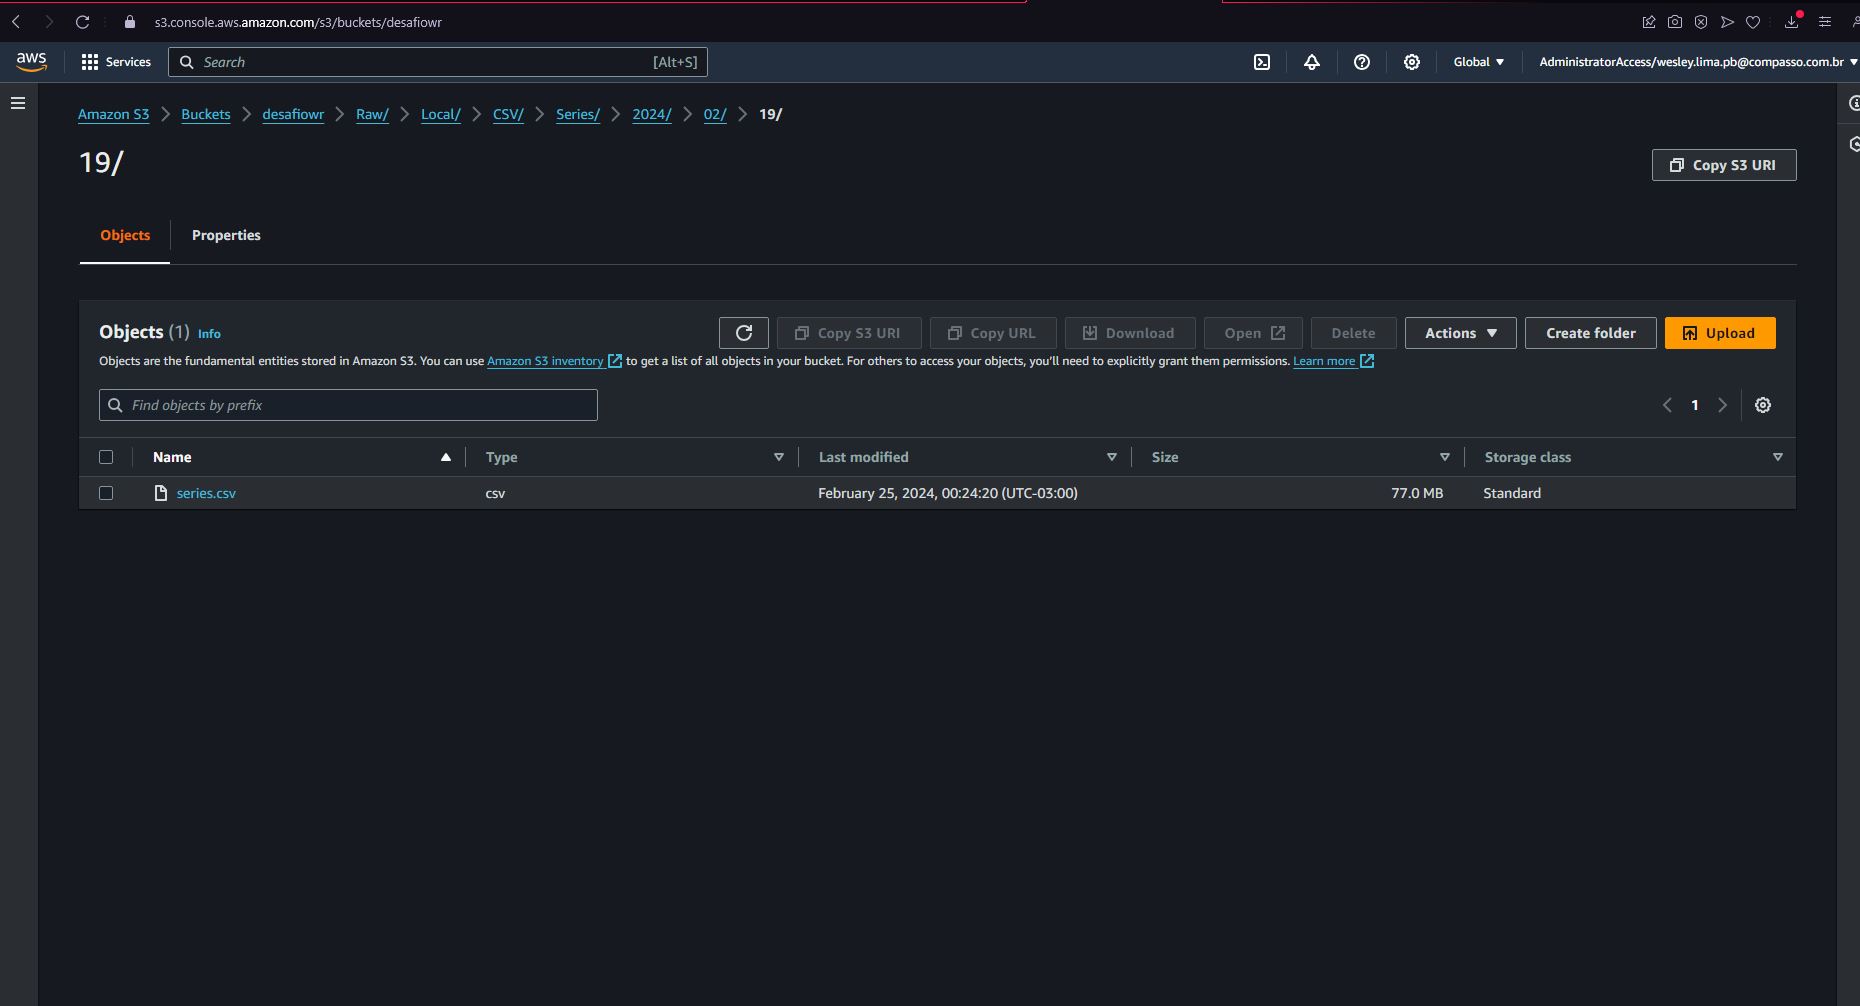 s3.console.aws.amazon.com/s3/buckets/desafiowr
aws Services Search [Alt+S] Global AdministratorAccess/wesley.lima.pb@compasso.com.br
Amazon S3 Buckets desafiowr Raw/ Local/ CSV/ Series/ 2024/ 02/ 19/
19/
Copy S3 URI
Objects Properties
Objects (1) Info Copy S3 URI Copy URL Download Open Delete Actions Create folder Upload
Objects are the fundamental entities stored in Amazon S3. You can use Amazon S3 inventory to get a list of all objects in your bucket. For others to access your objects, you'll need to explicitly grant them permissions. Learn more
Find objects by prefix 1
Name Type Last modified Size Storage class
series.csv csv February 25, 2024, 00:24:20 (UTC-03:00) 77.0 MB Standard